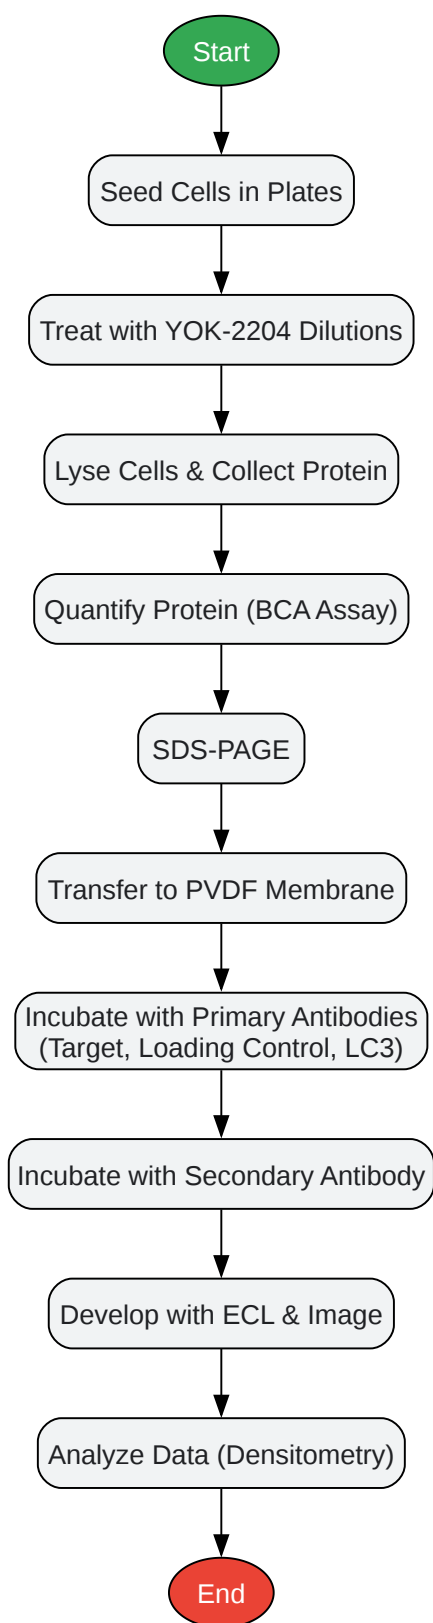 Start
Seed Cells in Plates
Treat with YOK-2204 Dilutions
Lyse Cells & Collect Protein
Quantify Protein (BCA Assay)
SDS-PAGE
Transfer to PVDF Membrane
Incubate with Primary Antibodies
(Target, Loading Control, LC3)
Incubate with Secondary Antibody
Develop with ECL & Image
Analyze Data (Densitometry)
End